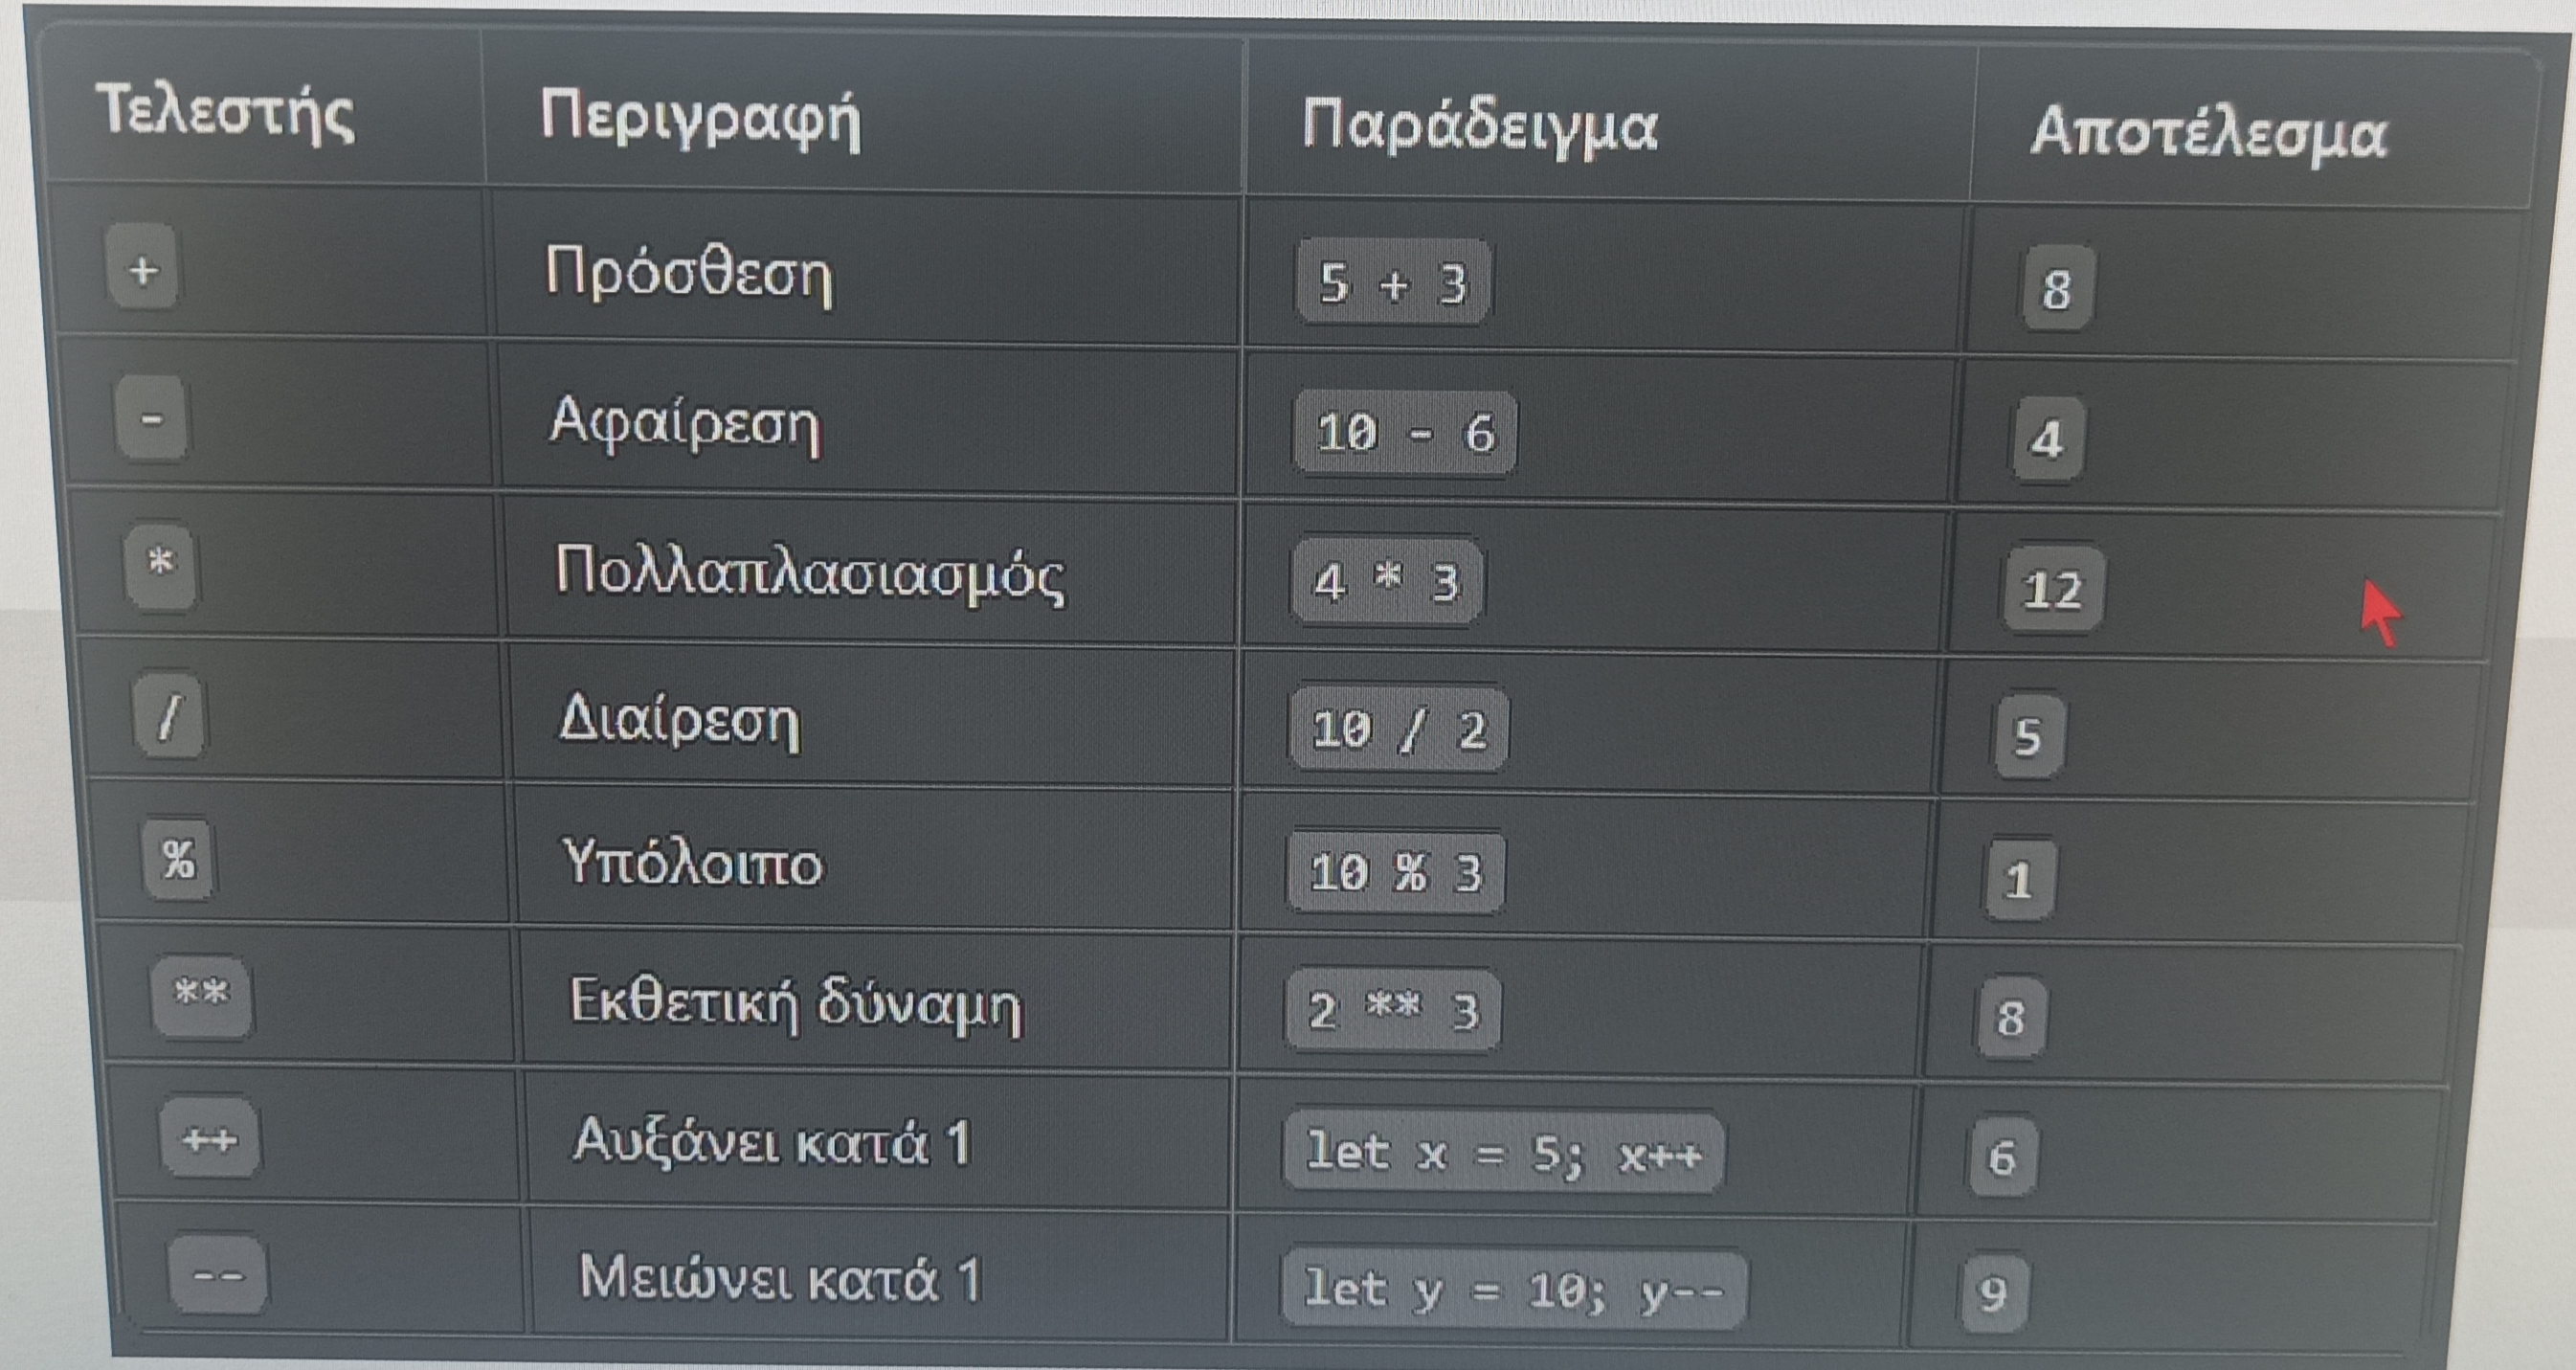 Τελεστής Περιγραφή Παράδειγμα Αποτέλεσμα
+ Πρόσθεση 5 + 3 8
- Αφαίρεση 10 - 6 4
* Πολλαπλασιασμός 4 * 3 12
/ Διαίρεση 10 / 2 5
% Υπόλοιπο 10 % 3 1
** Εκθετική δύναμη 2 ** 3 8
++ Αυξάνει κατά 1 let x = 5; x++ 6
-- Μειώνει κατά 1 let y = 10; y-- 9